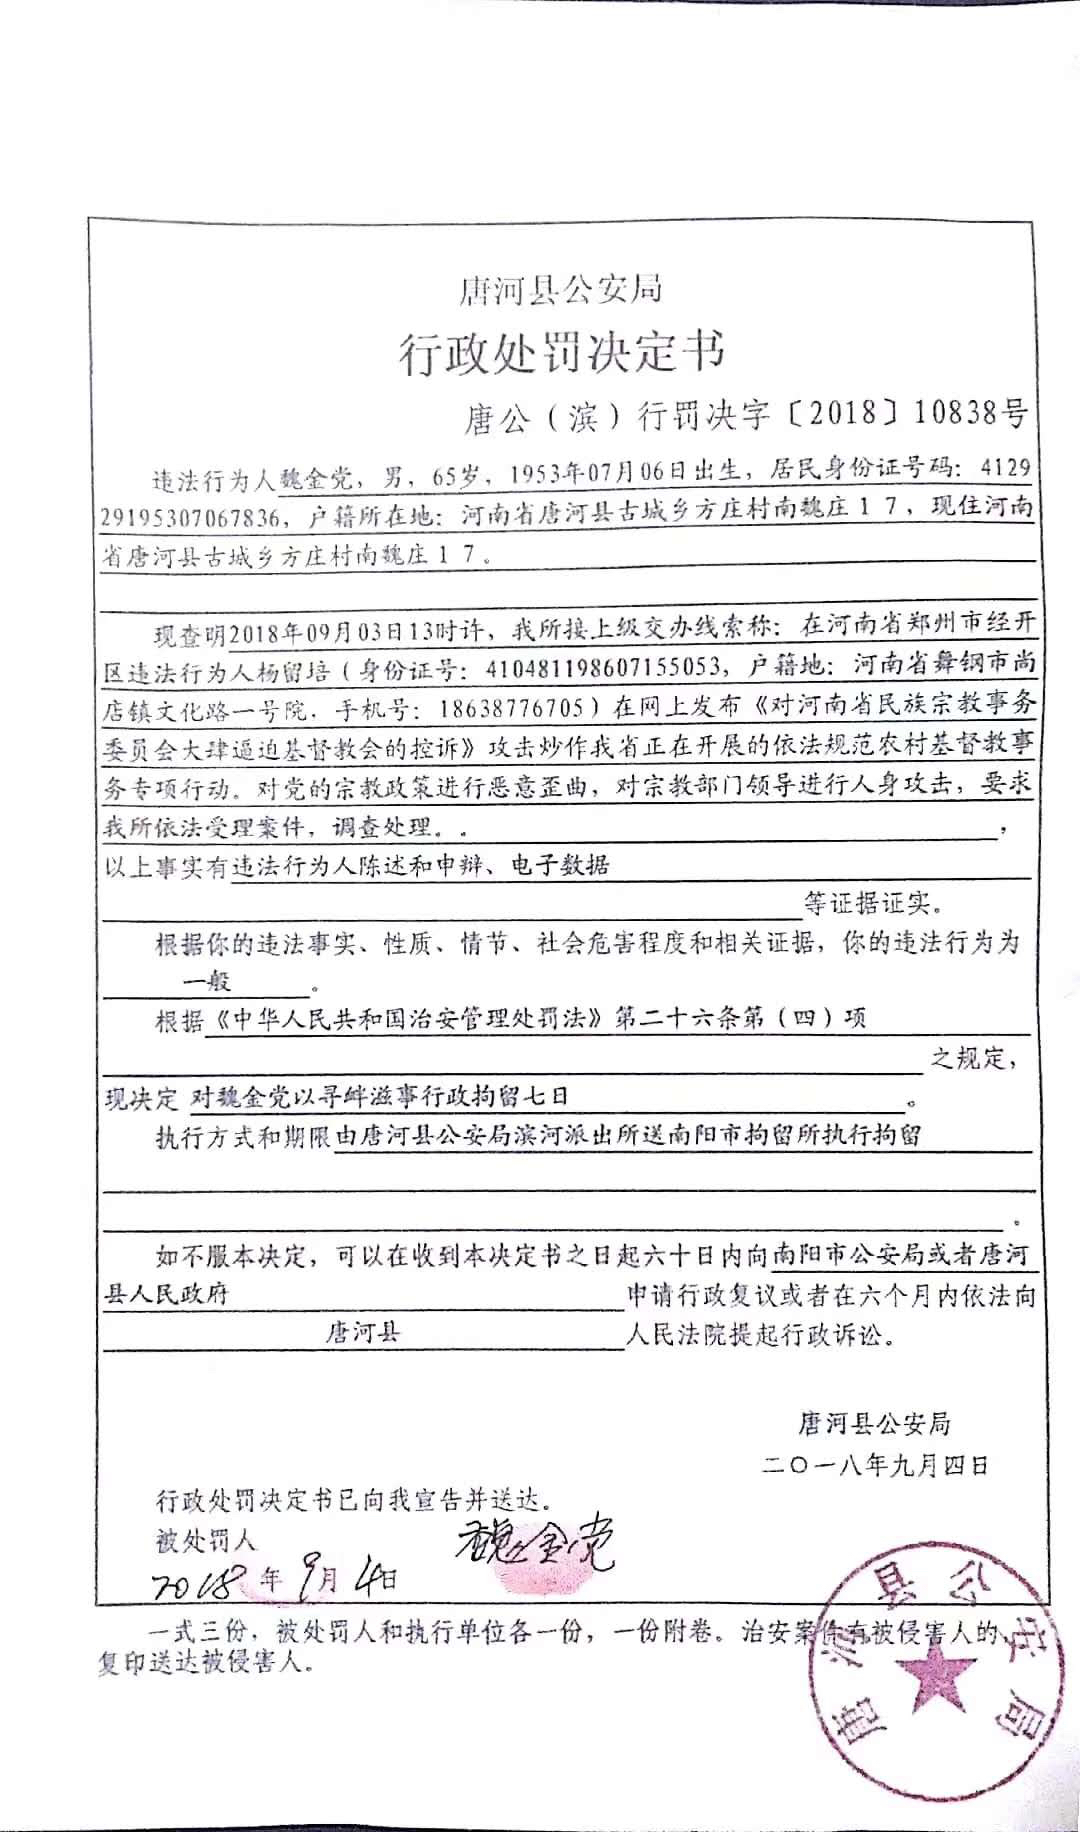 唐河县公安局
行政处罚决定书
唐公（滨）行罚决字〔2018〕10838号
违法行为人魏金党，男，65岁，1953年07月06日出生，居民身份证号码：4129
29195307067836，户籍所在地：河南省唐河县古城乡方庄村南魏庄１７，现住河南
省唐河县古城乡方庄村南魏庄１７。
现查明2018年09月03日13时许，我所接上级交办线索称：在河南省郑州市经开
区违法行为人杨留培（身份证号：410481198607155053，户籍地：河南省舞钢市尚
店镇文化路一号院，手机号：18638776705）在网上发布《对河南省民族宗教事务
委员会大肆逼迫基督教会的控诉》攻击炒作我省正在开展的依法规范农村基督教事
务专项行动。对党的宗教政策进行恶意歪曲，对宗教部门领导进行人身攻击，要求
我所依法受理案件，调查处理。。，
以上事实有违法行为人陈述和申辩、电子数据
等证据证实。
根据你的违法事实、性质、情节、社会危害程度和相关证据，你的违法行为为
一般。
根据《中华人民共和国治安管理处罚法》第二十六条第（四）项
之规定，
现决定 对魏金党以寻衅滋事行政拘留七日。
执行方式和期限由唐河县公安局滨河派出所送南阳市拘留所执行拘留
。
如不服本决定，可以在收到本决定书之日起六十日内向南阳市公安局或者唐河
县人民政府 申请行政复议或者在六个月内依法向
唐河县 人民法院提起行政诉讼。
唐河县公安局
二〇一八年九月四日
行政处罚决定书已向我宣告并送达。
被处罚人 魏金党
2018年9月4日
一式三份，被处罚人和执行单位各一份，一份附卷。治安案件有被侵害人的，
复印送达被侵害人。
唐河县公安局